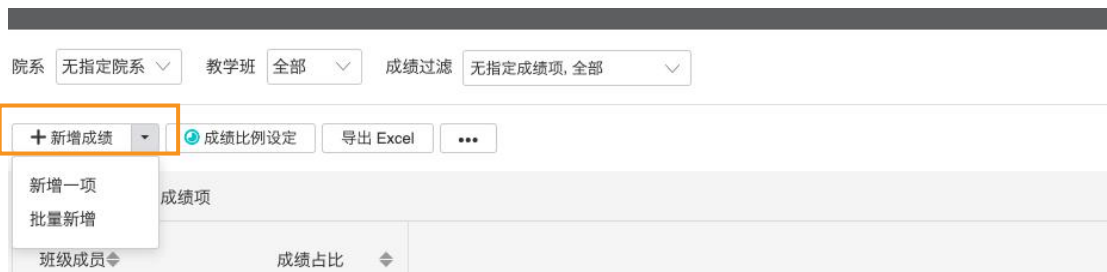 院系 无指定院系 教学班 全部 成绩过滤 无指定成绩项, 全部
新增成绩 成绩比例设定 导出 Excel •••
新增一项
成绩项
批量新增
班级成员 成绩占比